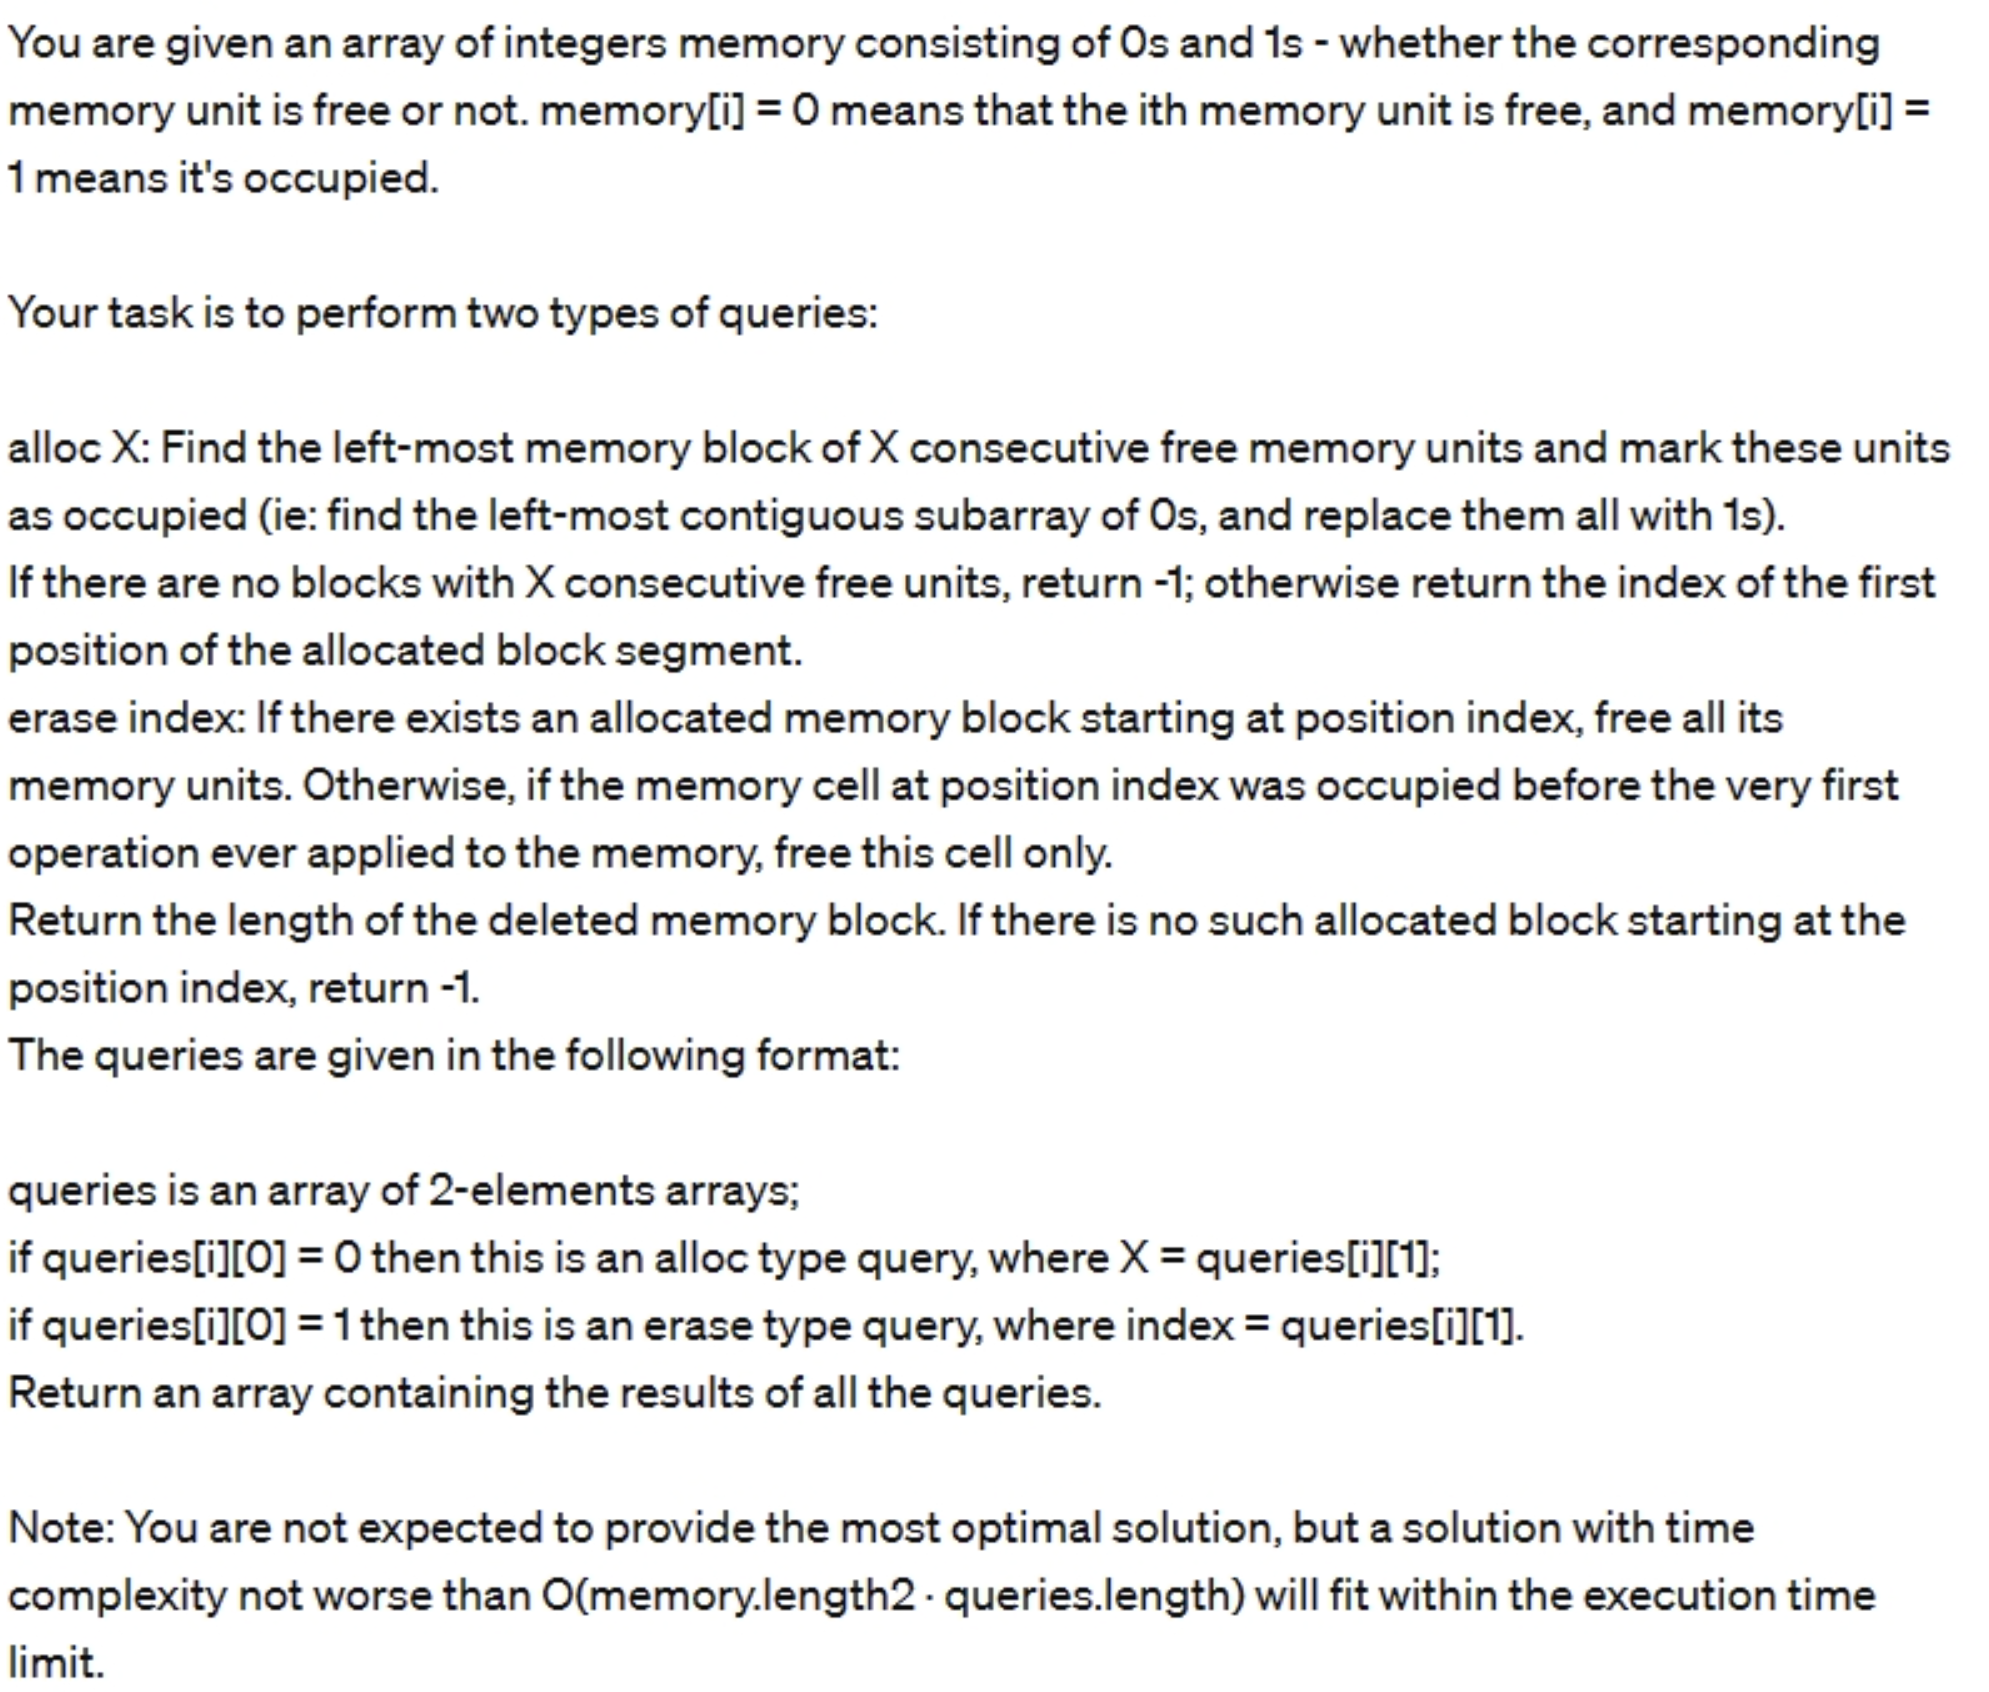 You are given an array of integers memory consisting of 0s and 1s - whether the corresponding
memory unit is free or not. memory[i] = 0 means that the ith memory unit is free, and memory[i] =
1 means it's occupied.
Your task is to perform two types of queries:
alloc X: Find the left-most memory block of X consecutive free memory units and mark these units
as occupied (ie: find the left-most contiguous subarray of 0s, and replace them all with 1s).
If there are no blocks with X consecutive free units, return -1; otherwise return the index of the first
position of the allocated block segment.
erase index: If there exists an allocated memory block starting at position index, free all its
memory units. Otherwise, if the memory cell at position index was occupied before the very first
operation ever applied to the memory, free this cell only.
Return the length of the deleted memory block. If there is no such allocated block starting at the
position index, return -1.
The queries are given in the following format:
queries is an array of 2-elements arrays;
if queries[i][0] = 0 then this is an alloc type query, where X = queries[i][1];
if queries[i][0] = 1 then this is an erase type query, where index = queries[i][1].
Return an array containing the results of all the queries.
Note: You are not expected to provide the most optimal solution, but a solution with time
complexity not worse than O(memory.length2 · queries.length) will fit within the execution time
limit.